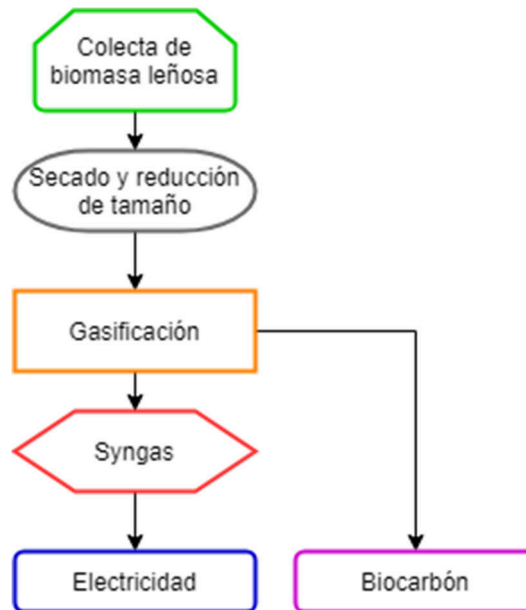 Colecta de
biomasa leñosa
Secado y reducción
de tamaño
Gasificación
Syngas
Electricidad
Biocarbón